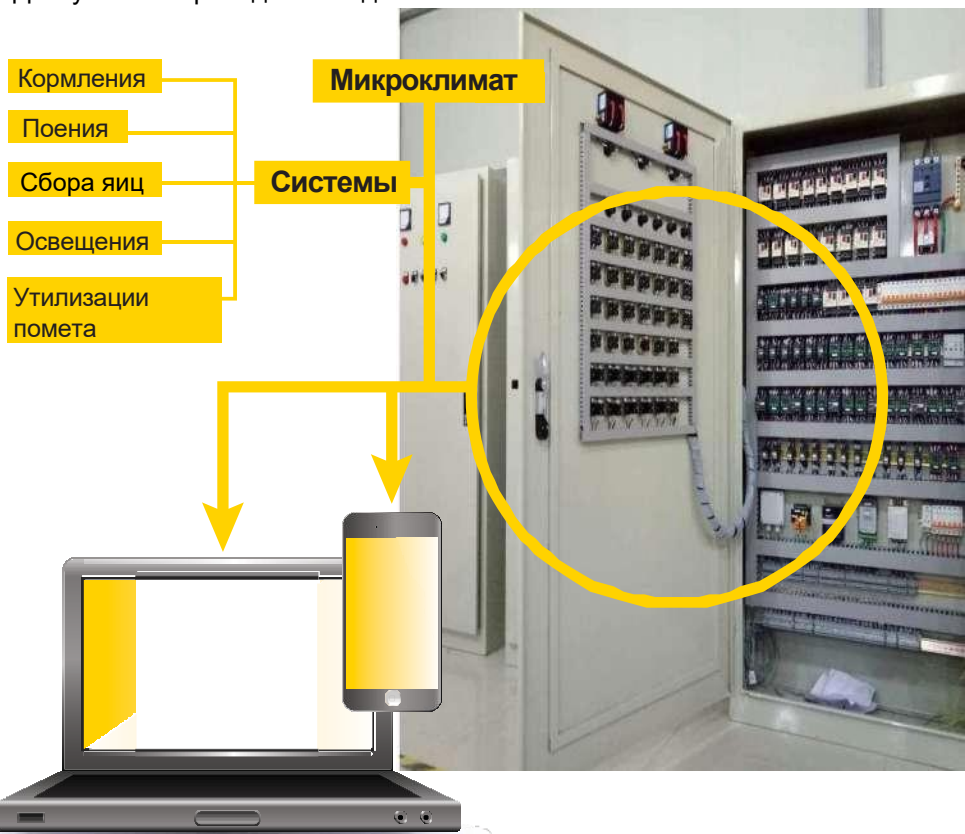 Микроклимат
Кормления
Поения
Системы
Сбора яиц
Освещения
Утилизации
помета